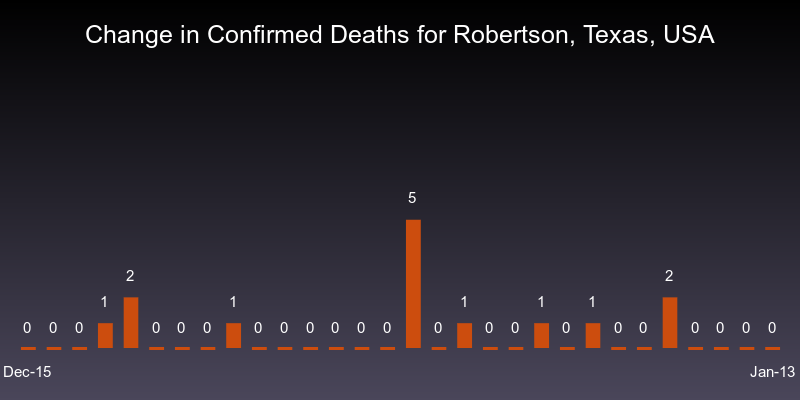 Change in Confirmed Deaths for Robertson, Texas, USA
5
2 2
1 1 1 1 1
0 0 0 0 0 0 0 0 0 0 0 0 0 0 0 0 0 0 0 0 0 0
Dec-15 Jan-13